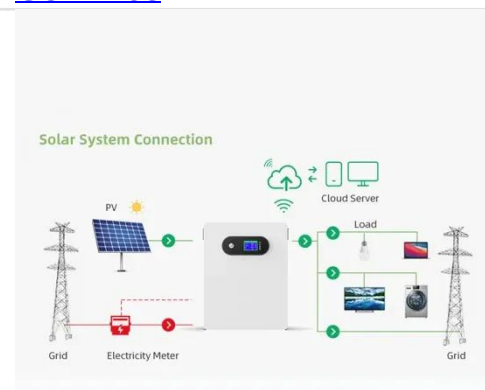 Solar System Connection
Cloud Server
PV
Load
Grid
Electricity Meter
Grid